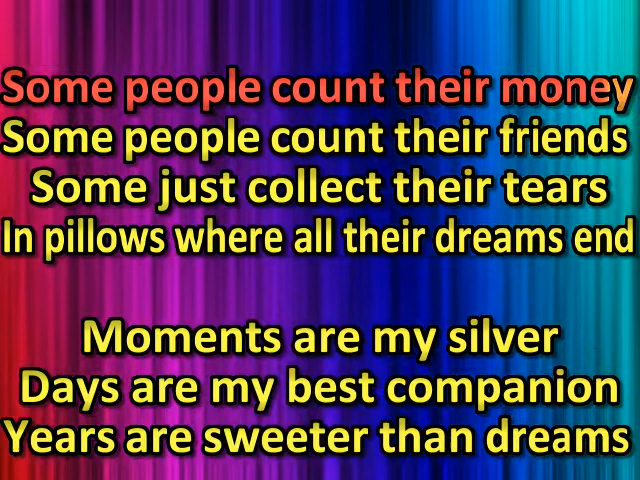 Some people count their money
Some people count their friends
Some just collect their tears
In pillows where all their dreams end
Moments are my silver
Days are my best companion
Years are sweeter than dreams